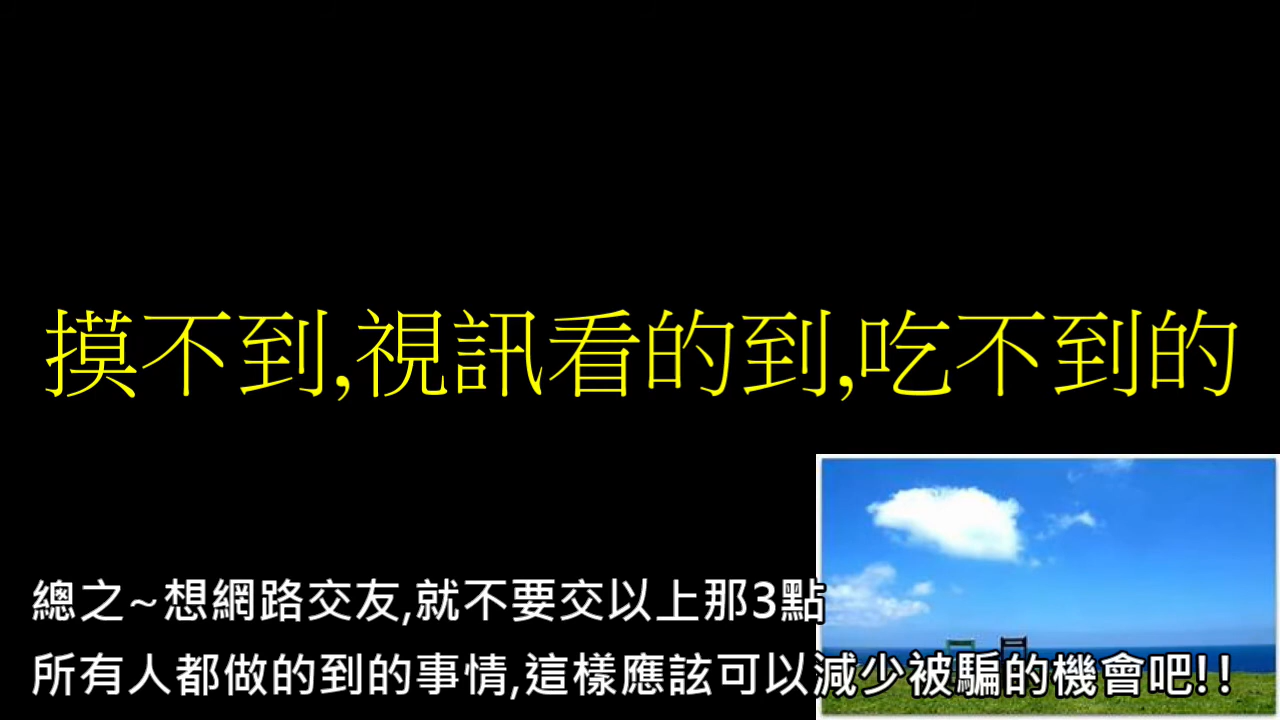 摸不到,視訊看的到,吃不到的
總之~想網路交友,就不要交以上那3點
所有人都做的到的事情,這樣應該可以減少被騙的機會吧!!